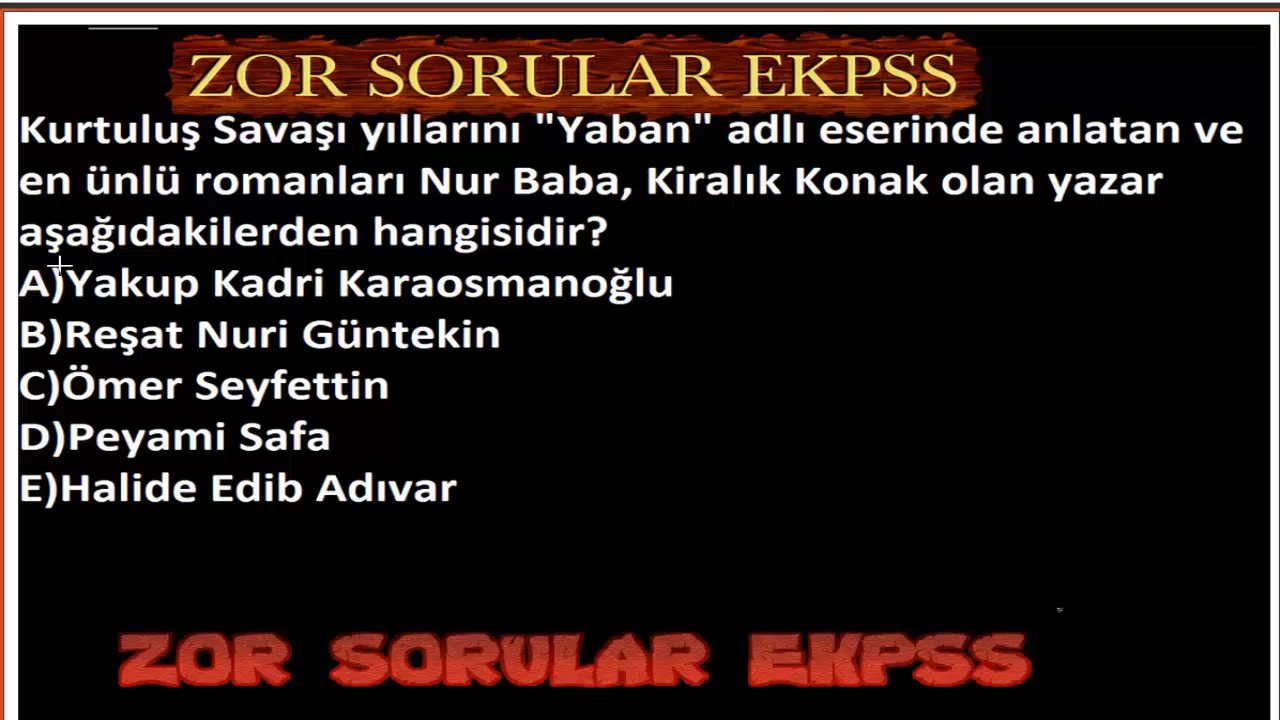 ZOR SORULAR EKPSS
Kurtuluş Savaşı yıllarını "Yaban" adlı eserinde anlatan ve
en ünlü romanları Nur Baba, Kiralık Konak olan yazar
aşağıdakilerden hangisidir?
A)Yakup Kadri Karaosmanoğlu
B)Reşat Nuri Güntekin
C)Ömer Seyfettin
D)Peyami Safa
E)Halide Edib Adıvar
ZOR SORULAR EKPSS